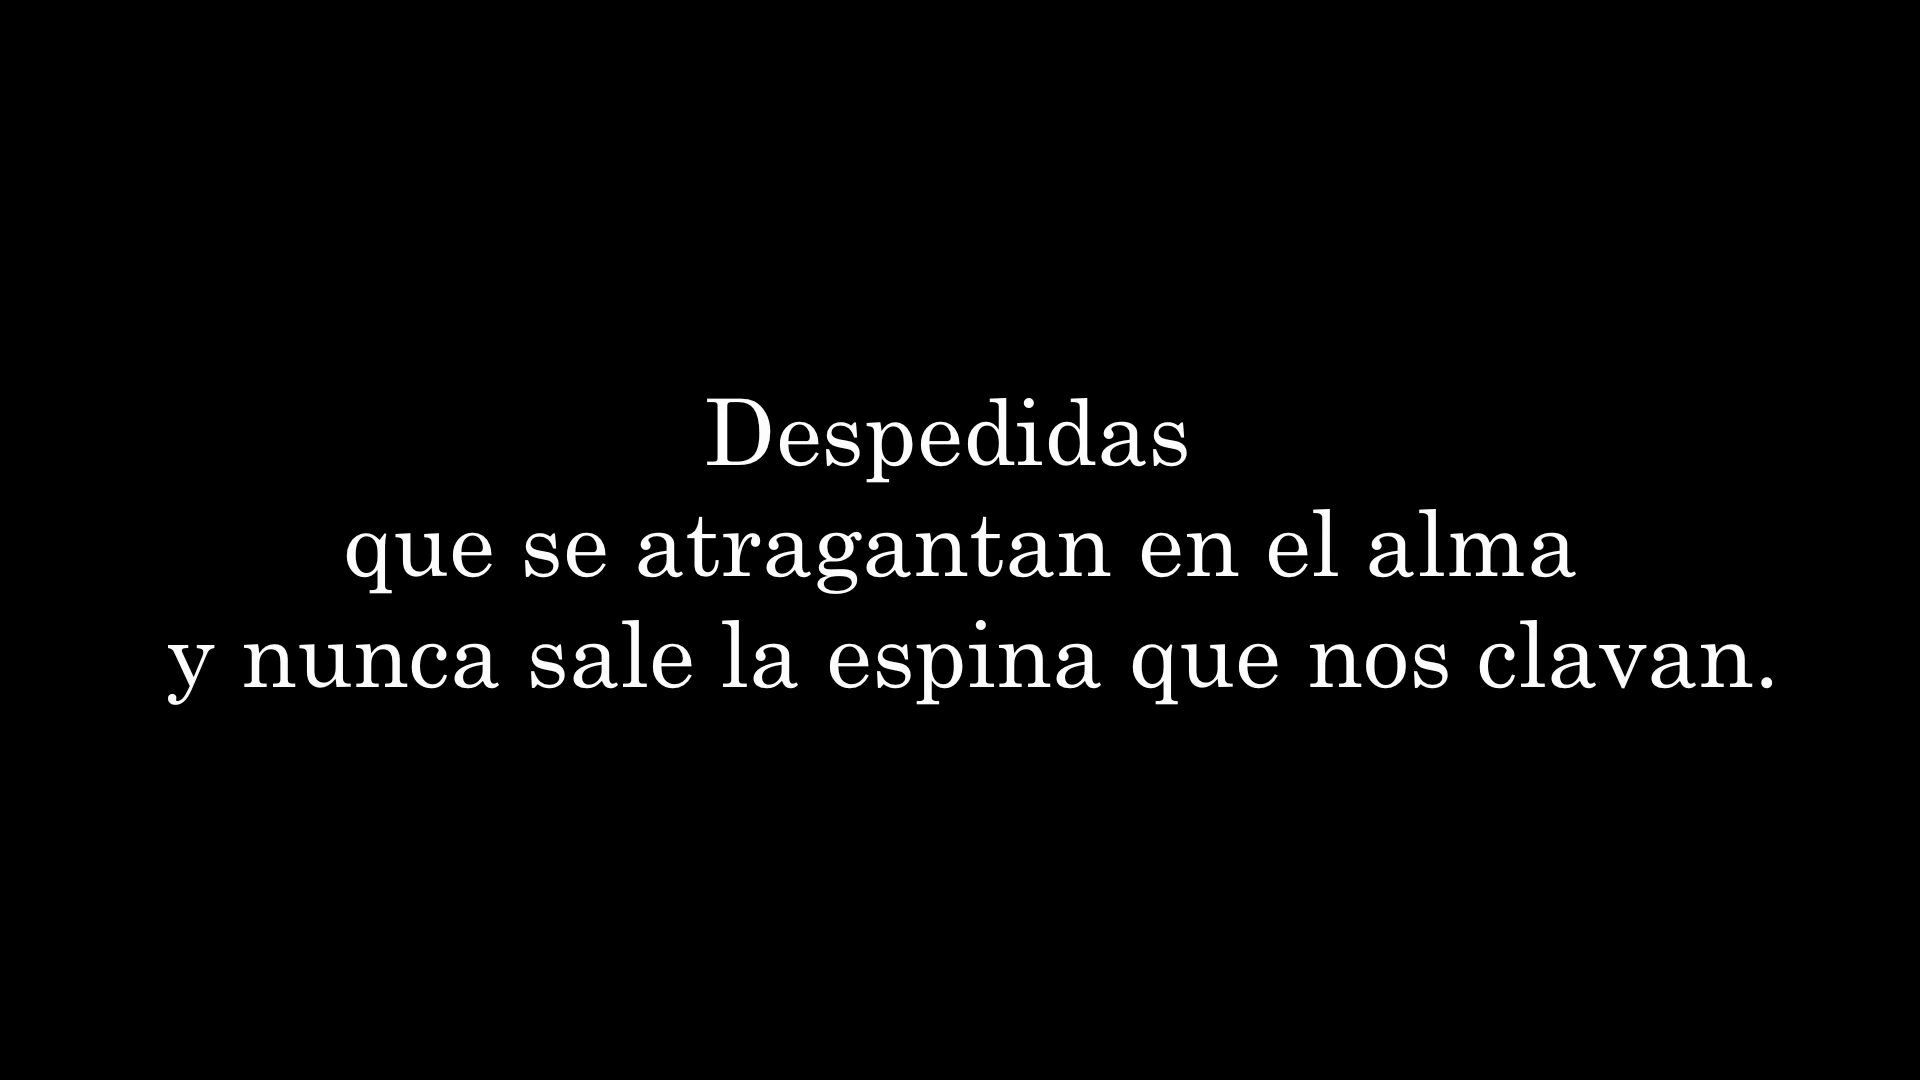 Despedidas
que se atragantan en el alma
y nunca sale la espina que nos clavan.